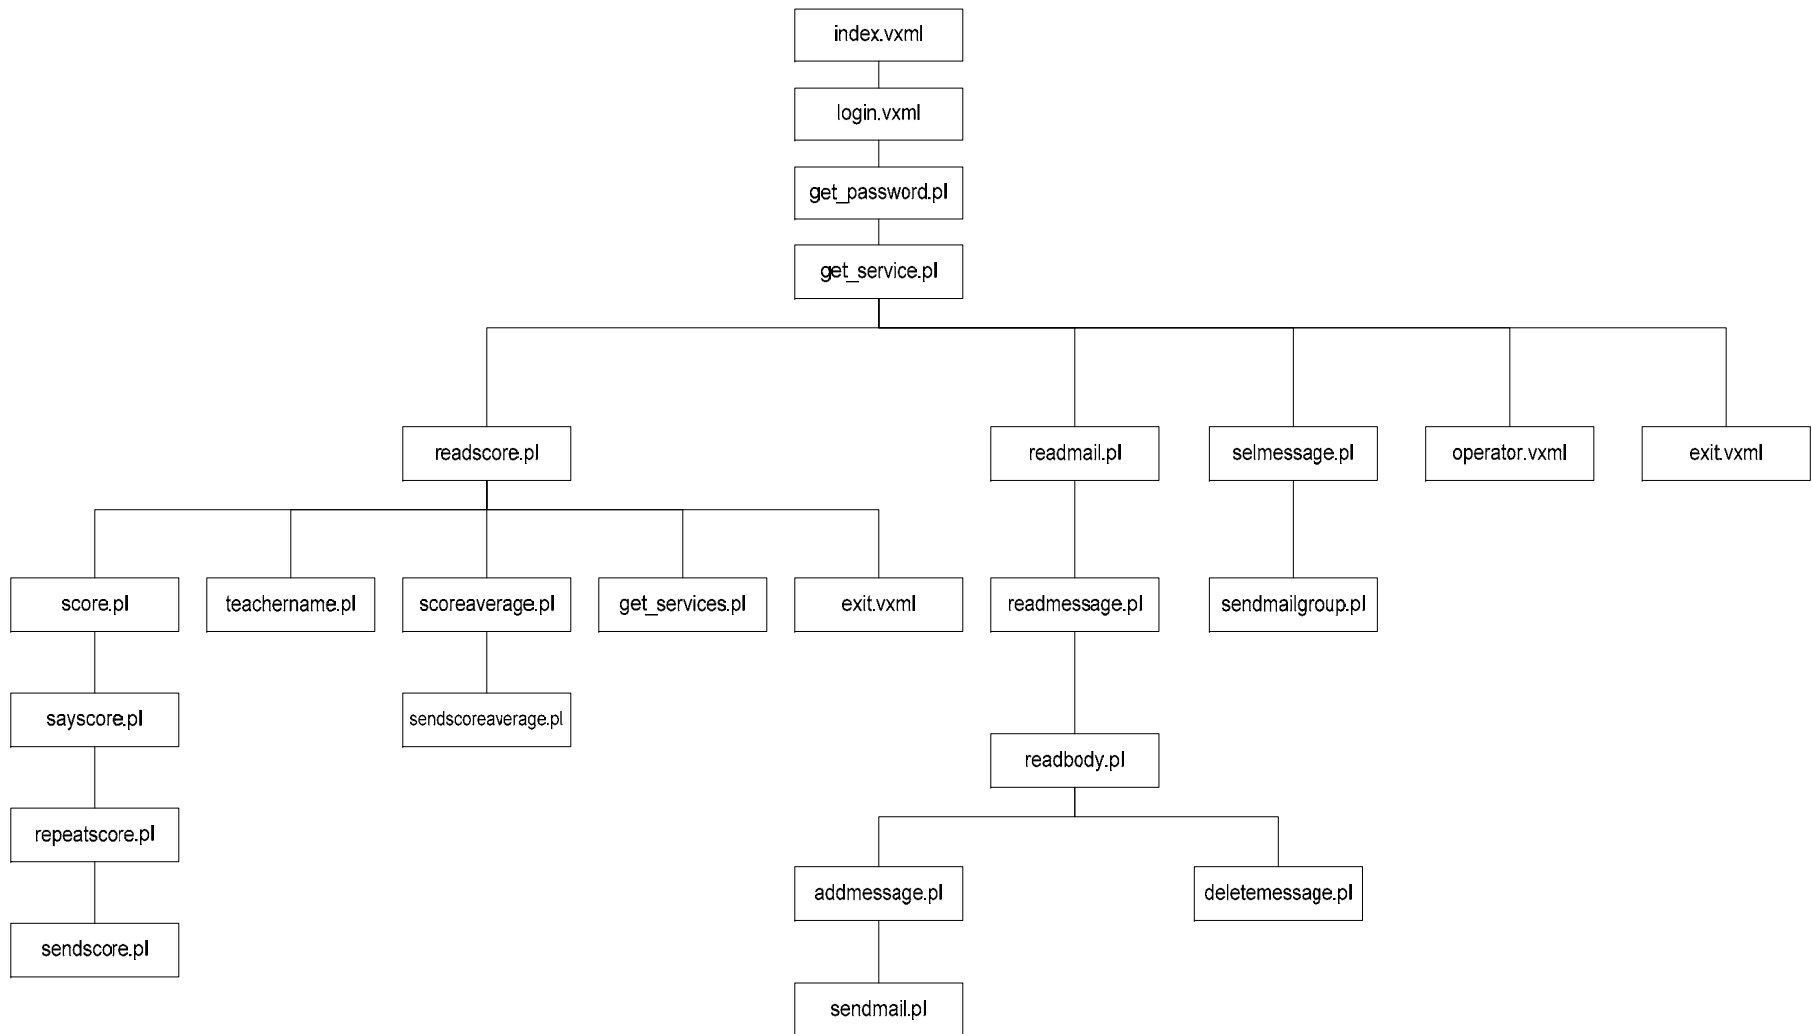 index.vxml
login.vxml
get_password.pl
get_service.pl
readscore.pl
readmail.pl
selmessage.pl
operator.vxml
exit.vxml
score.pl
teachername.pl
scoreaverage.pl
get_services.pl
exit.vxml
readmessage.pl
sendmailgroup.pl
sayscore.pl
sendscoreaverage.pl
readbody.pl
repeatscore.pl
addmessage.pl
deletemessage.pl
sendscore.pl
sendmail.pl